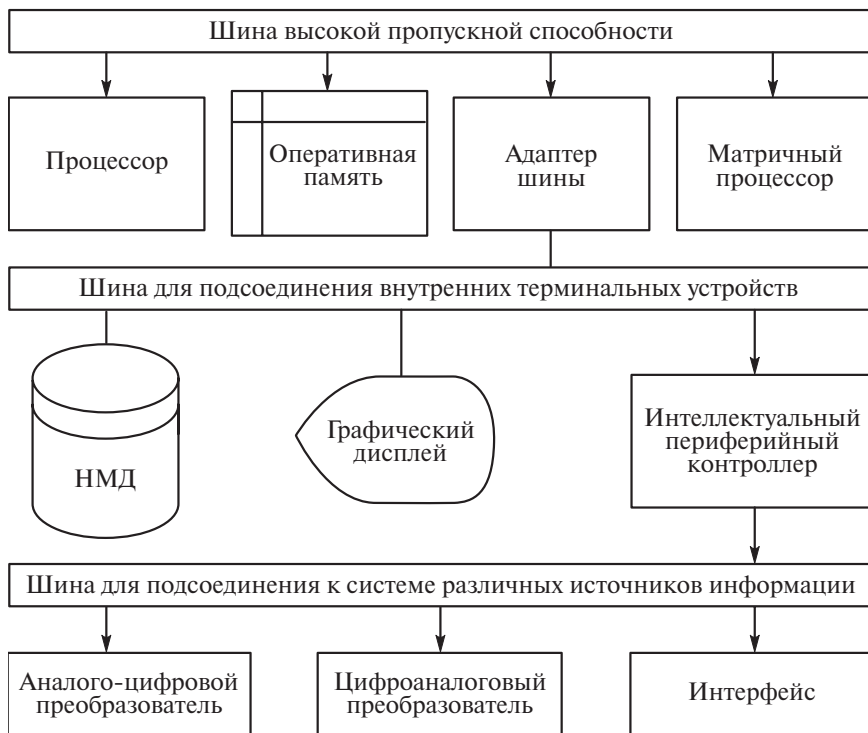 Шина высокой пропускной способности
Процессор
Оперативная
память
Адаптер
шины
Матричный
процессор
Шина для подсоединения внутренних терминальных устройств
НМД
Графический
дисплей
Интеллектуальный
периферийный
контроллер
Шина для подсоединения к системе различных источников информации
Аналого-цифровой
преобразователь
Цифроаналоговый
преобразователь
Интерфейс